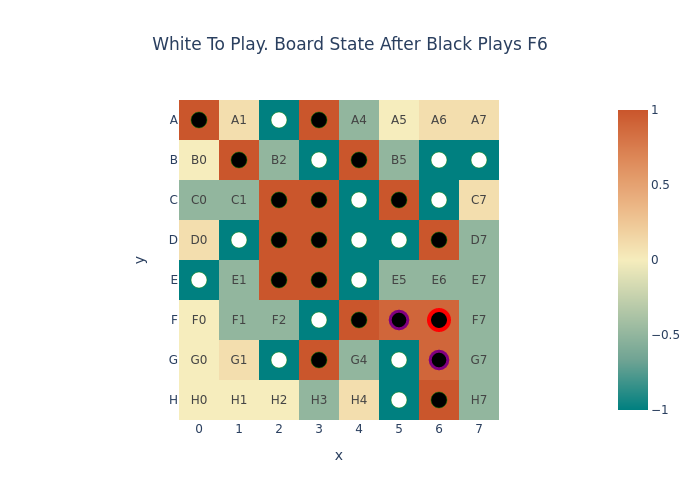 White To Play. Board State After Black Plays F6
A A1 A4 A5 A6 A7
B B0 B2 B5
C C0 C1 C7
D D0 D7
E E1 E5 E6 E7
F F0 F1 F2 F7
G G0 G1 G4 G7
H H0 H1 H2 H3 H4 H7
0 1 2 3 4 5 6 7
x
y
1
0.5
0
−0.5
−1